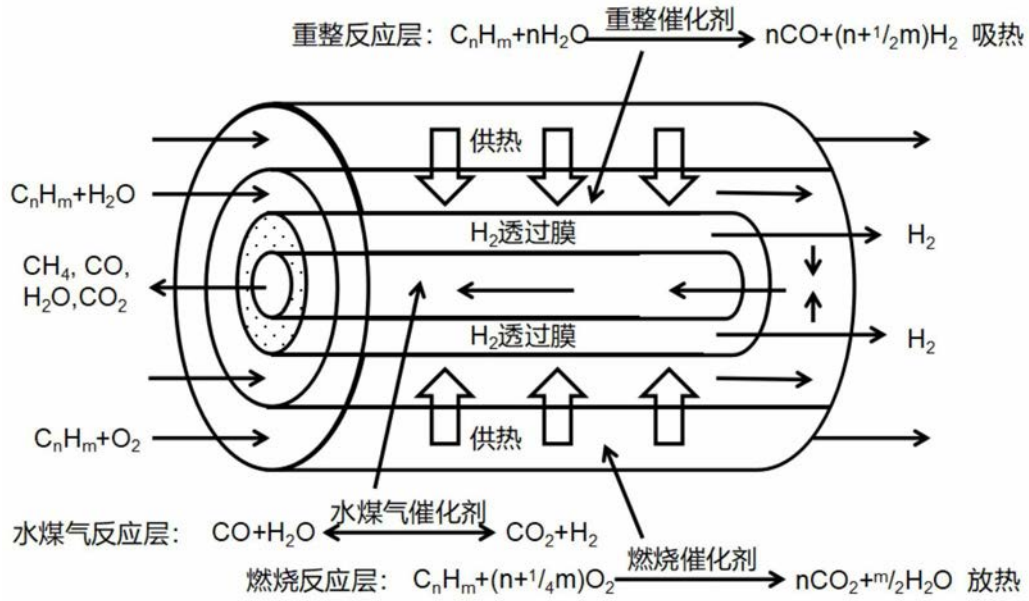 重整反应层：CnHm+nH2O 重整催化剂 nCO+(n+1/2m)H2 吸热
供热
CnHm+H2O
H2透过膜
H2
CH4, CO,
H2O,CO2
H2透过膜
H2
供热
CnHm+O2
水煤气反应层： CO+H2O 水煤气催化剂 CO2+H2
燃烧反应层： CnHm+(n+1/4m)O2 燃烧催化剂 nCO2+m/2H2O 放热